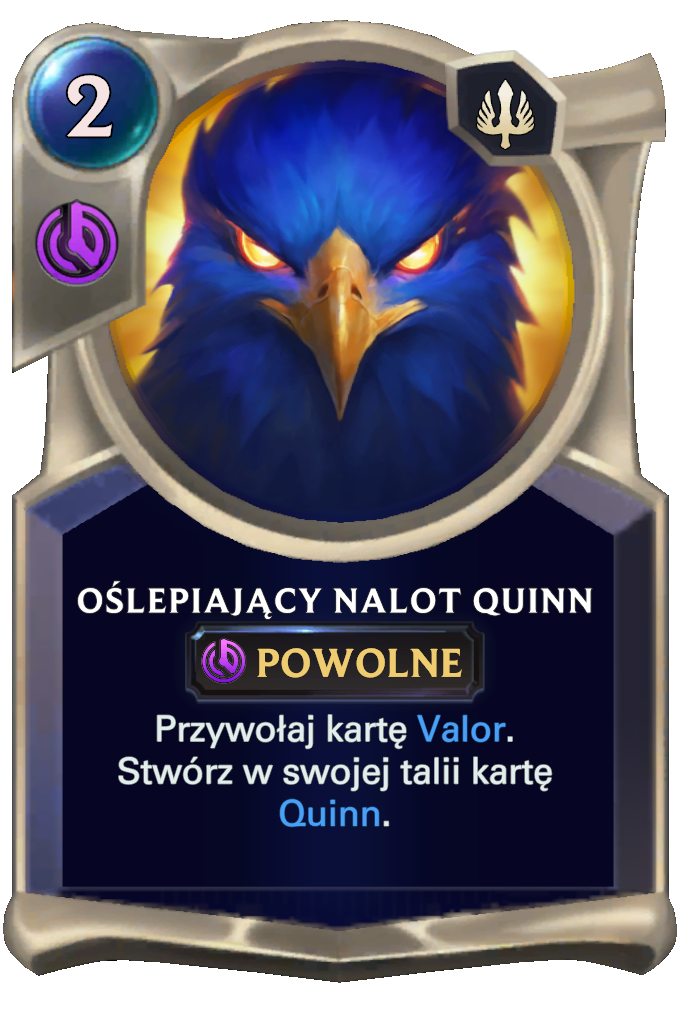 2
OŚLEPIAJĄCY NALOT QUINN
POWOLNE
Przywołaj kartę Valor.
Stwórz w swojej talii kartę
Quinn.